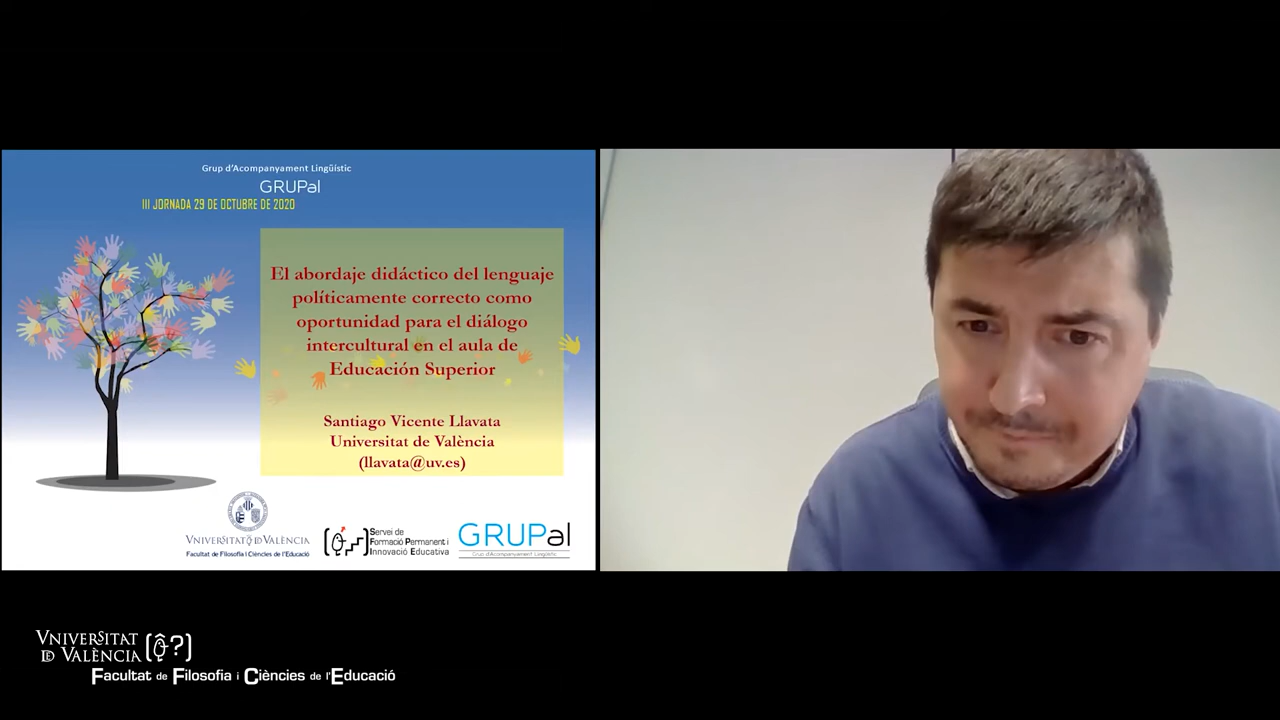 Grup d'Acompanyament Lingüístic
GRUPal
III JORNADA 29 DE OCTUBRE DE 2020
El abordaje didáctico del lenguaje
políticamente correcto como
oportunidad para el diálogo
intercultural en el aula de
Educación Superior
Santiago Vicente Llavata
Universitat de València
(llavata@uv.es)
VNIVERSITAT DE VALÈNCIA
Facultat de Filosofia i Ciències de l'Educació
Servei de
Formació Permanent i
Innovació Educativa
GRUPal
Grup d'Acompanyament Lingüístic
VNIVERSITAT
DE VALÈNCIA
Facultat de Filosofia i Ciències de l'Educació